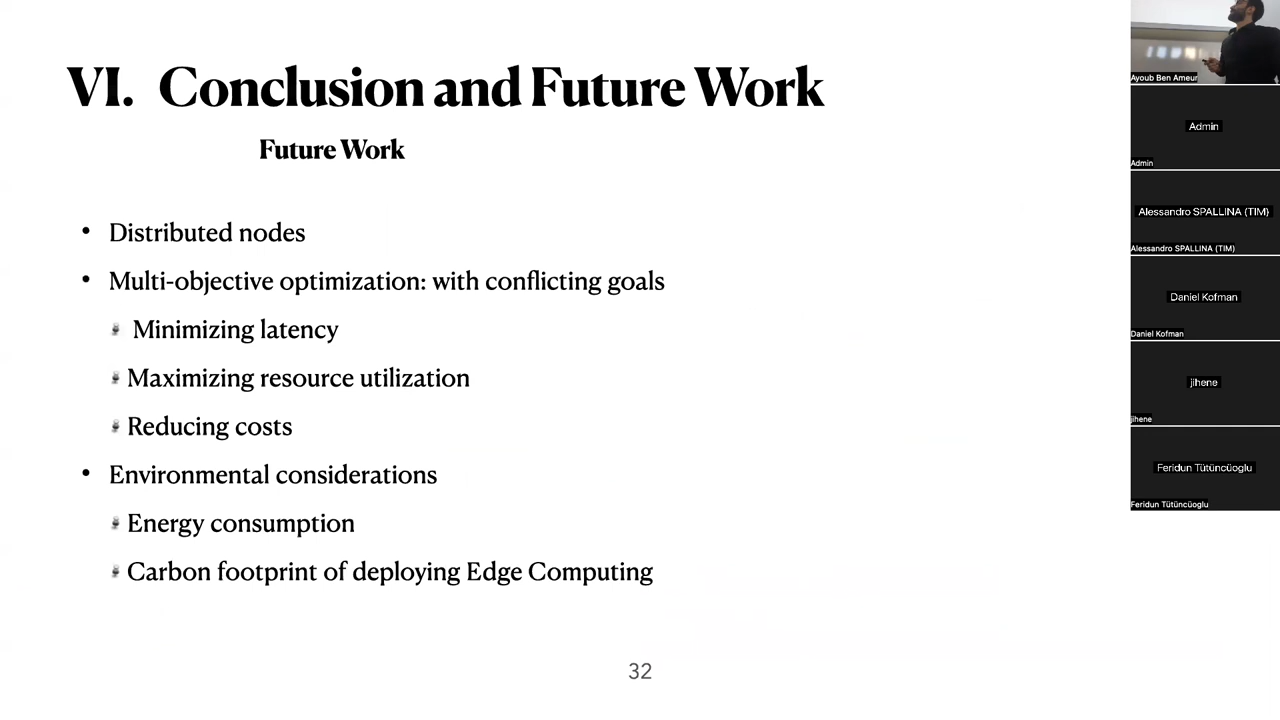 VI. Conclusion and Future Work
Future Work
• Distributed nodes
• Multi-objective optimization: with conflicting goals
Minimizing latency
Maximizing resource utilization
Reducing costs
• Environmental considerations
Energy consumption
Carbon footprint of deploying Edge Computing
32
Ayoub Ben Ameur
Admin
Admin
Alessandro SPALLINA (TIM)
Alessandro SPALLINA (TIM)
Daniel Kofman
Daniel Kofman
jihene
jihene
Feridun Tütüncüoglu
Feridun Tütüncüoglu